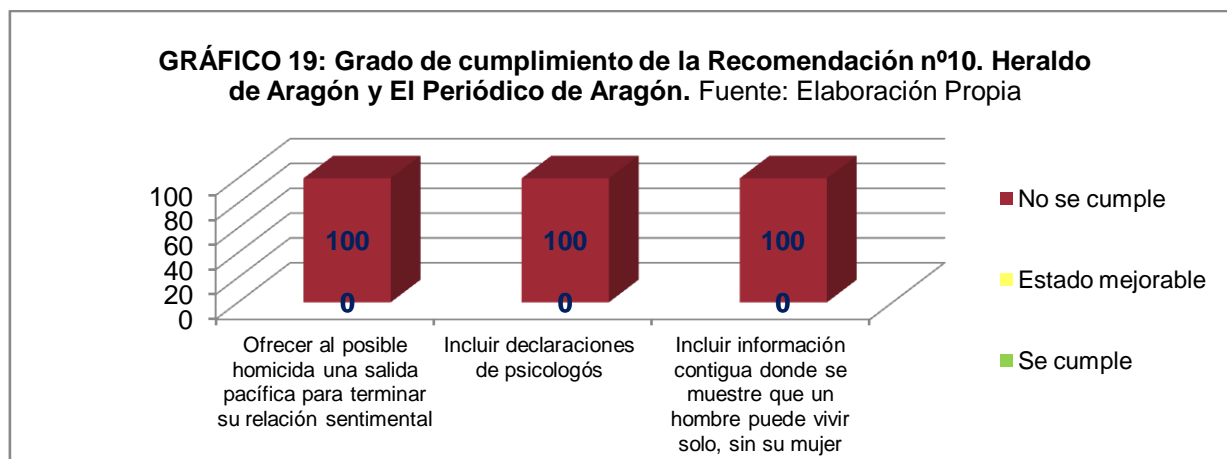 GRÁFICO 19: Grado de cumplimiento de la Recomendación nº10. Heraldo
de Aragón y El Periódico de Aragón. Fuente: Elaboración Propia
100
80
60
40
20
0
100
100
100
0
0
0
Ofrecer al posible
homicida una salida
pacífica para terminar
su relación sentimental
Incluir declaraciones
de psicologós
Incluir información
contigua donde se
muestre que un
hombre puede vivir
solo, sin su mujer
No se cumple
Estado mejorable
Se cumple